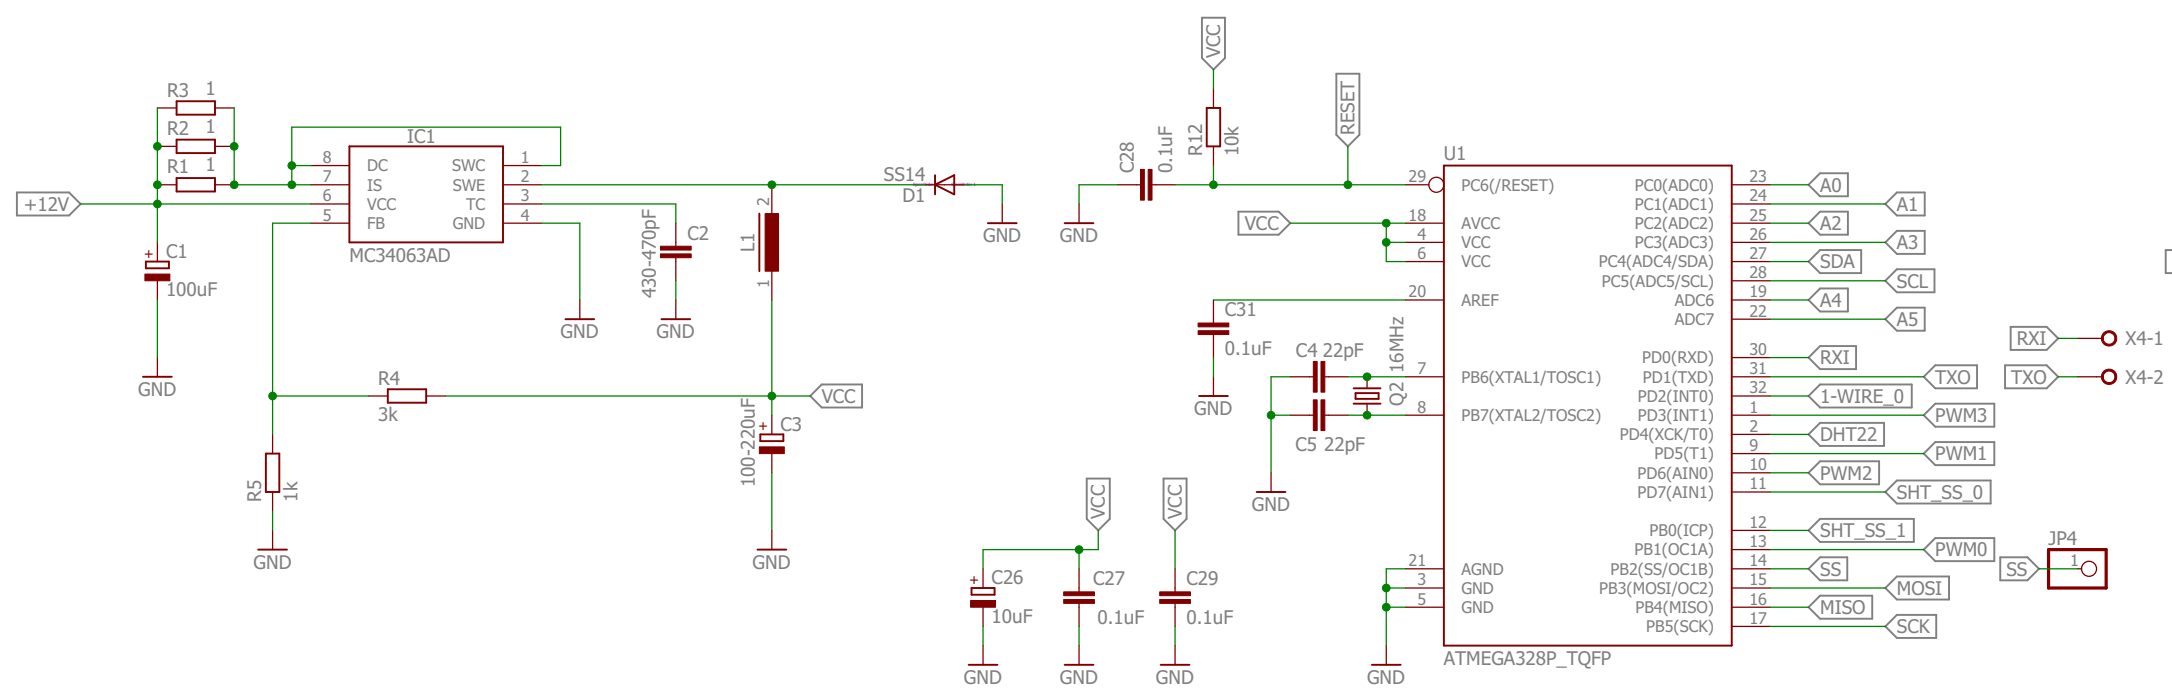 +12V
R3 1
R2 1
R1 1
IC1
8 DC SWC 1
7 IS SWE 2
6 VCC TC 3
5 FB GND 4
MC34063AD
C1
100uF
GND
R4
3k
R5
1k
GND
GND
430-470pF
C2
GND
2
L1
1
SS14
D1
GND
VCC
100-220uF
C3
GND
VCC
R12
10k
RESET
C28
0.1uF
GND
VCC
C31
0.1uF
GND
C4 22pF
C5 22pF
Q2 16MHz
GND
VCC
VCC
C26
10uF
GND
C27
0.1uF
GND
C29
0.1uF
GND
GND
U1
29 PC6(/RESET)
18 AVCC
4 VCC
6 VCC
20 AREF
7 PB6(XTAL1/TOSC1)
8 PB7(XTAL2/TOSC2)
21 AGND
3 GND
5 GND
PC0(ADC0) 23 A0
PC1(ADC1) 24 A1
PC2(ADC2) 25 A2
PC3(ADC3) 26 A3
PC4(ADC4/SDA) 27 SDA
PC5(ADC5/SCL) 28 SCL
ADC6 19 A4
ADC7 22 A5
PD0(RXD) 30 RXI
PD1(TXD) 31 TXO
PD2(INT0) 32 1-WIRE_0
PD3(INT1) 1 PWM3
PD4(XCK/T0) 2 DHT22
PD5(T1) 9 PWM1
PD6(AIN0) 10 PWM2
PD7(AIN1) 11 SHT_SS_0
PB0(ICP) 12 SHT_SS_1
PB1(OC1A) 13 PWM0
PB2(SS/OC1B) 14 SS
PB3(MOSI/OC2) 15 MOSI
PB4(MISO) 16 MISO
PB5(SCK) 17 SCK
ATMEGA328P_TQFP
RXI X4-1
TXO X4-2
JP4
SS 1